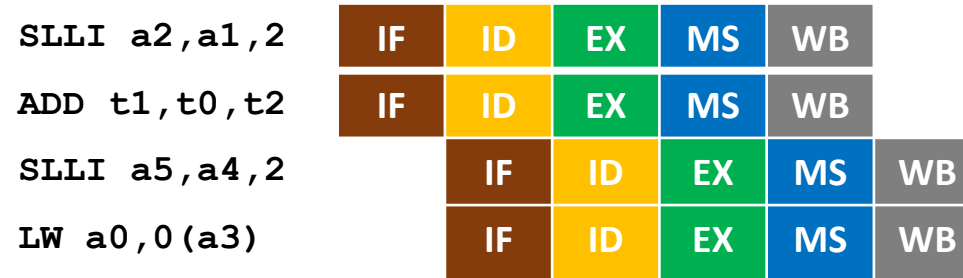 SLLI a2,a1,2 IF ID EX MS WB
ADD t1,t0,t2 IF ID EX MS WB
SLLI a5,a4,2 IF ID EX MS WB
LW a0,0(a3) IF ID EX MS WB